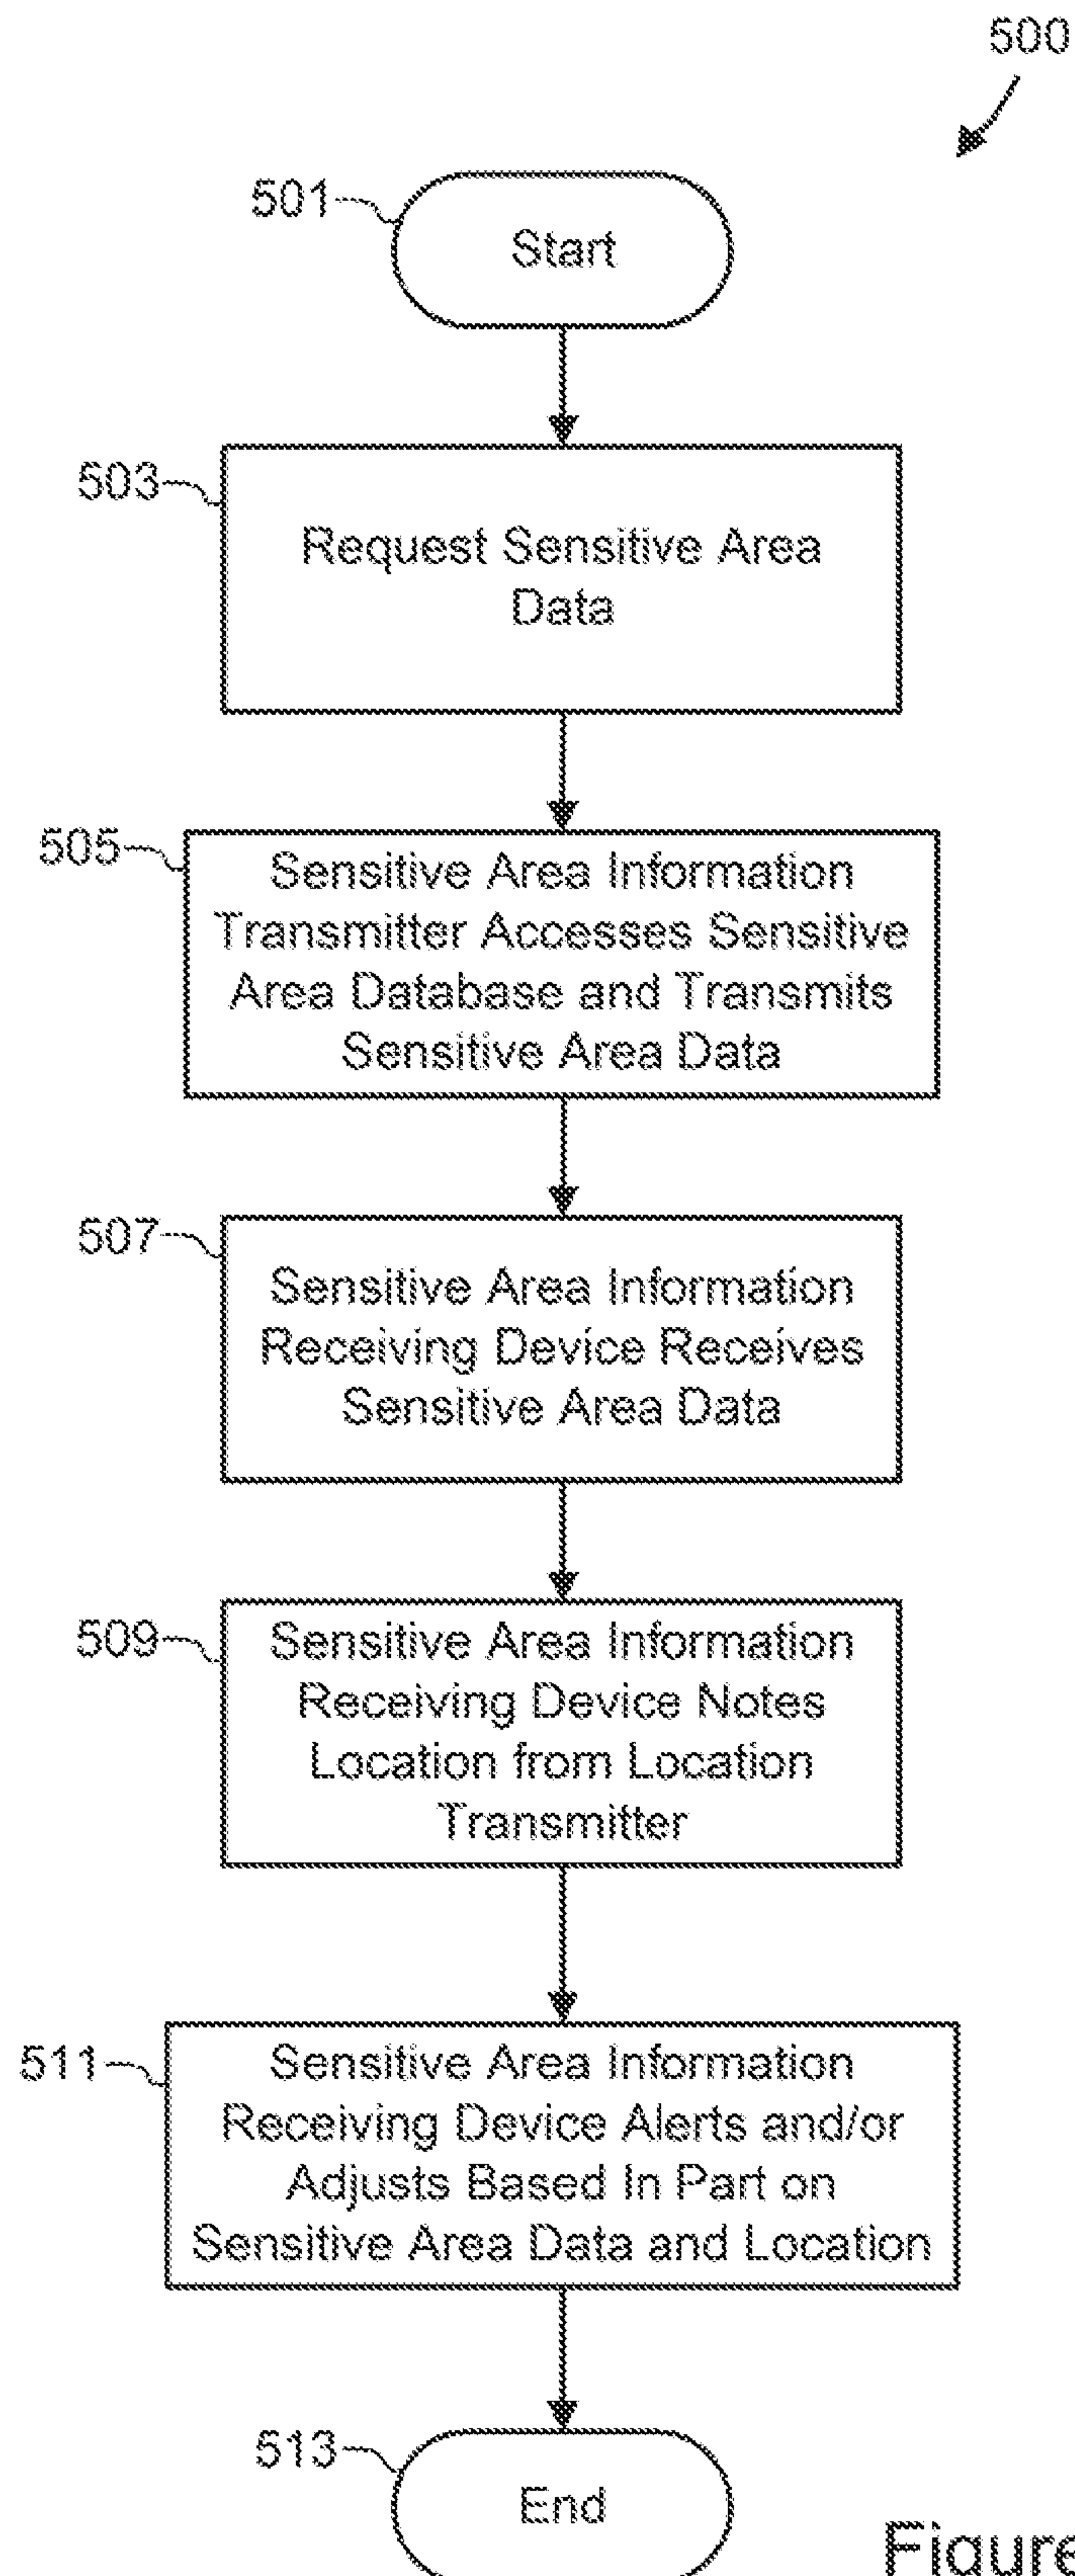 500
501
Start
503
Request Sensitive Area
Data
505
Sensitive Area Information
Transmitter Accesses Sensitive
Area Database and Transmits
Sensitive Area Data
507
Sensitive Area Information
Receiving Device Receives
Sensitive Area Data
509
Sensitive Area Information
Receiving Device Notes
Location from Location
Transmitter
511
Sensitive Area Information
Receiving Device Alerts and/or
Adjusts Based In Part on
Sensitive Area Data and Location
513
End
Figure